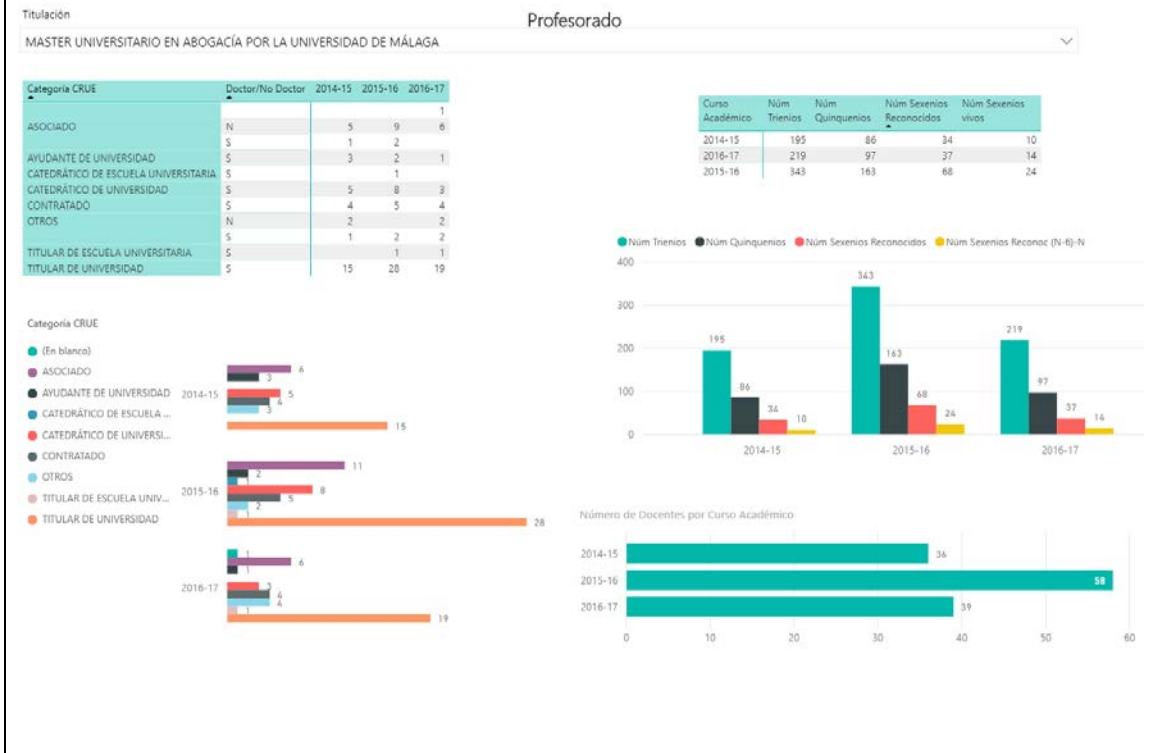 Titulación
Profesorado
MASTER UNIVERSITARIO EN ABOGACÍA POR LA UNIVERSIDAD DE MÁLAGA
Categoría CRUE Doctor/No Doctor 2014-15 2015-16 2016-17
1
ASOCIADO N 5 9 6
S 1 2
AYUDANTE DE UNIVERSIDAD S 3 2 1
CATEDRÁTICO DE ESCUELA UNIVERSITARIA S 1
CATEDRÁTICO DE UNIVERSIDAD S 5 8 3
CONTRATADO S 4 5 4
OTROS N 2 2
S 1 2 2
TITULAR DE ESCUELA UNIVERSITARIA S 1 1
TITULAR DE UNIVERSIDAD S 15 28 19
Curso Núm Núm Núm Sexenios Núm Sexenios
Académico Trienios Quinquenios Reconocidos vivos
2014-15 195 86 34 10
2016-17 219 97 37 14
2015-16 343 163 68 24
Categoría CRUE
(En blanco)
ASOCIADO
AYUDANTE DE UNIVERSIDAD
CATEDRÁTICO DE ESCUELA ...
CATEDRÁTICO DE UNIVERSI...
CONTRATADO
OTROS
TITULAR DE ESCUELA UNIV...
TITULAR DE UNIVERSIDAD
2014-15
6
3
5
4
3
15
2015-16
11
2
1
8
5
2
1
28
2016-17
1
6
1
3
4
4
1
19
Núm Trienios Núm Quinquenios Núm Sexenios Reconocidos Núm Sexenios Reconoc (N-6)-N
400
300
200
100
0
195 86 34 10
343 163 68 24
219 97 37 14
2014-15 2015-16 2016-17
Número de Docentes por Curso Académico
2014-15 36
2015-16 58
2016-17 39
0 10 20 30 40 50 60